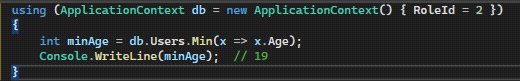 using (ApplicationContext db = new ApplicationContext() { RoleId = 2 })
{
    int minAge = db.Users.Min(x => x.Age);
    Console.WriteLine(minAge);  // 19
}